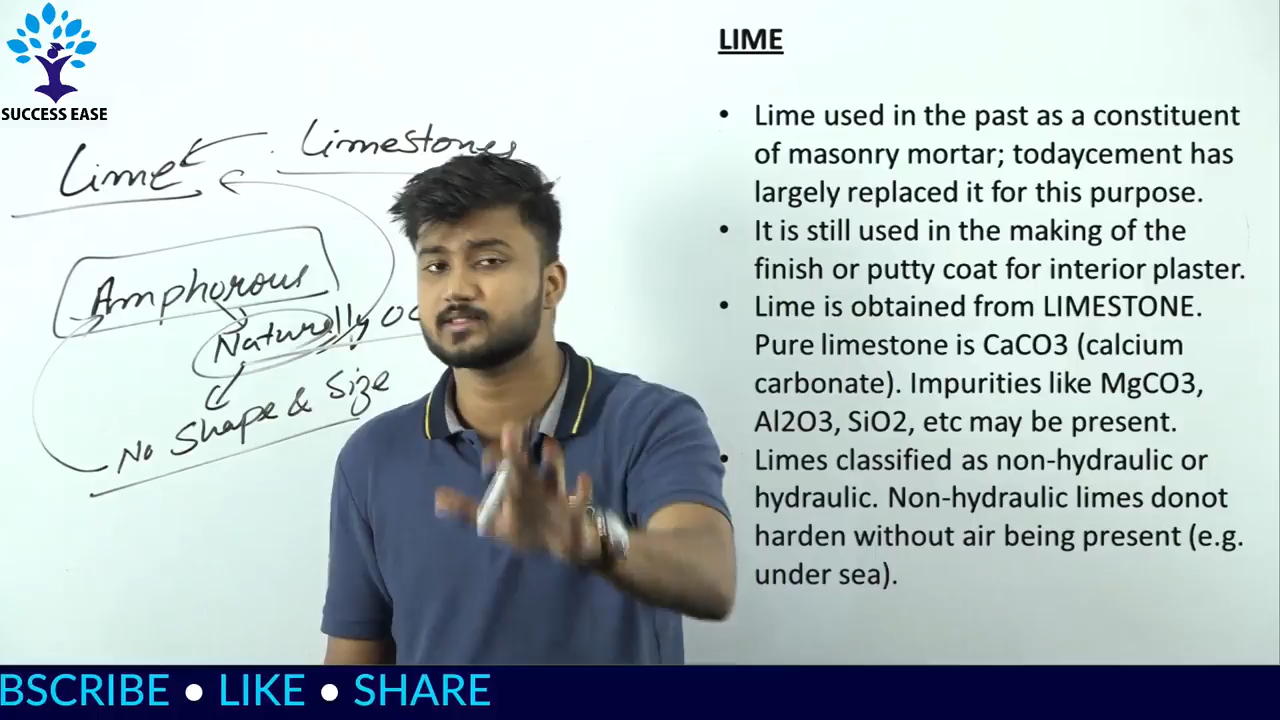 SUCCESS EASE
Lime
Limestones
Amphorous
Naturally oc
No Shape & Size
LIME
• Lime used in the past as a constituent
of masonry mortar; todaycement has
largely replaced it for this purpose.
• It is still used in the making of the
finish or putty coat for interior plaster.
• Lime is obtained from LIMESTONE.
Pure limestone is CaCO3 (calcium
carbonate). Impurities like MgCO3,
Al2O3, SiO2, etc may be present.
• Limes classified as non-hydraulic or
hydraulic. Non-hydraulic limes donot
harden without air being present (e.g.
under sea).
BSCRIBE • LIKE • SHARE